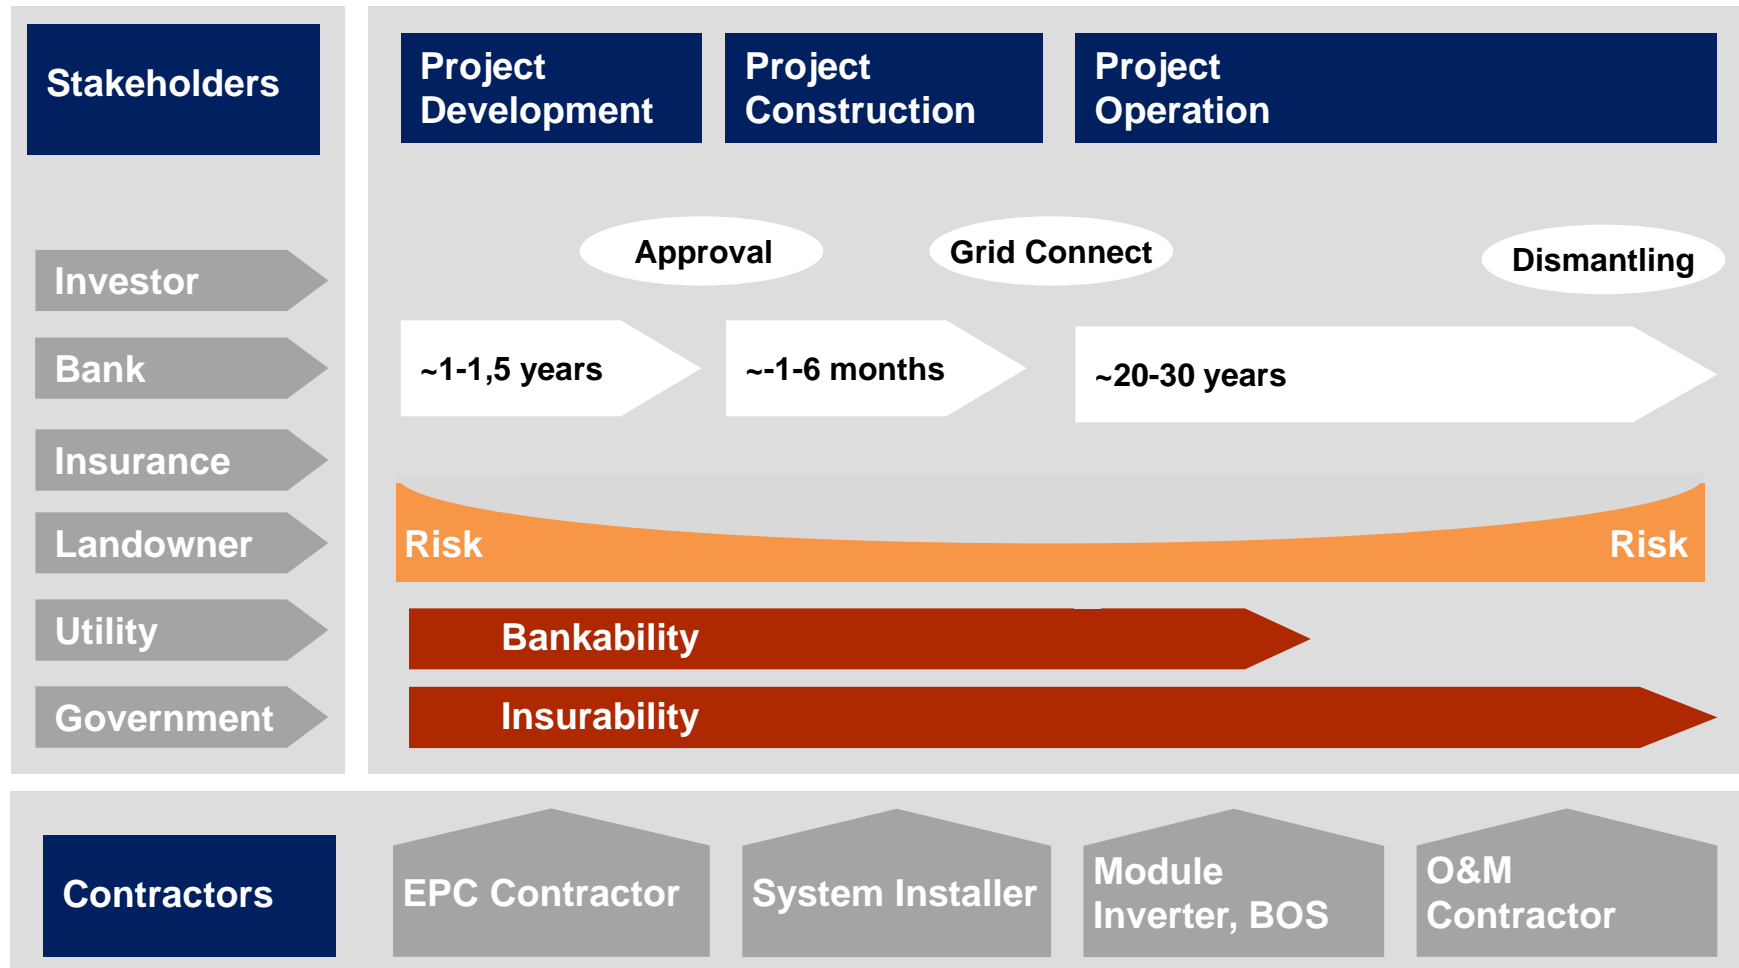 Stakeholders
Investor
Bank
Insurance
Landowner
Utility
Government
Project
Development
Project
Construction
Project
Operation
Approval
Grid Connect
Dismantling
~1-1,5 years
~-1-6 months
~20-30 years
Risk
Risk
Bankability
Insurability
Contractors
EPC Contractor
System Installer
Module
Inverter, BOS
O&M
Contractor